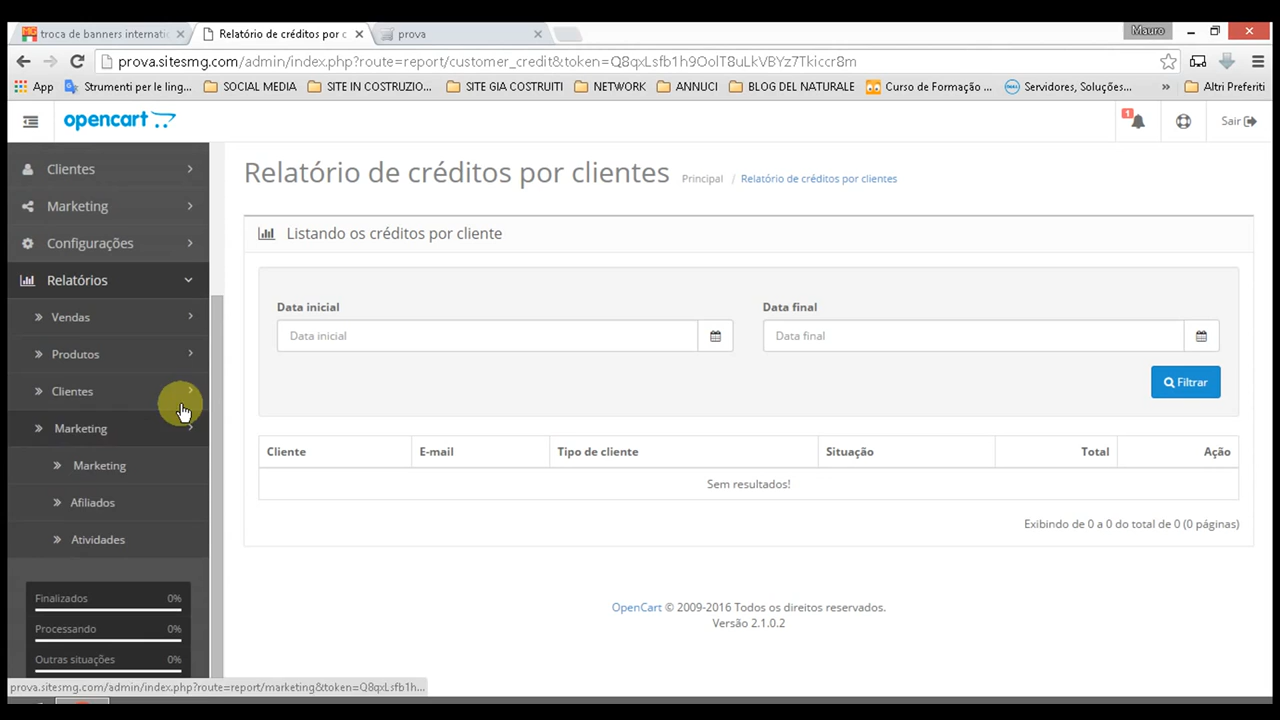 troca de banners internati
Relatório de créditos por c
prova
Mauro
prova.sitesmg.com/admin/index.php?route=report/customer_credit&token=Q8qxLsfb1h9OoIT8uLkVBYz7Tkiccr8m
App
Strumenti per le ling...
SOCIAL MEDIA
SITE IN COSTRUZIO...
SITE GIA COSTRUITI
NETWORK
ANNUCI
BLOG DEL NATURALE
Curso de Formação ...
Servidores, Soluções...
»
Altri Preferiti
opencart
1
Sair
Clientes
Marketing
Configurações
Relatórios
Vendas
Produtos
Clientes
Marketing
Marketing
Afiliados
Atividades
Finalizados 0%
Processando 0%
Outras situações 0%
Relatório de créditos por clientes
Principal / Relatório de créditos por clientes
Listando os créditos por cliente
Data inicial
Data inicial
Data final
Data final
Filtrar
Cliente E-mail Tipo de cliente Situação Total Ação
Sem resultados!
Exibindo de 0 a 0 do total de 0 (0 páginas)
OpenCart © 2009-2016 Todos os direitos reservados.
Versão 2.1.0.2
prova.sitesmg.com/admin/index.php?route=report/marketing&token=Q8qxLsfb1h...